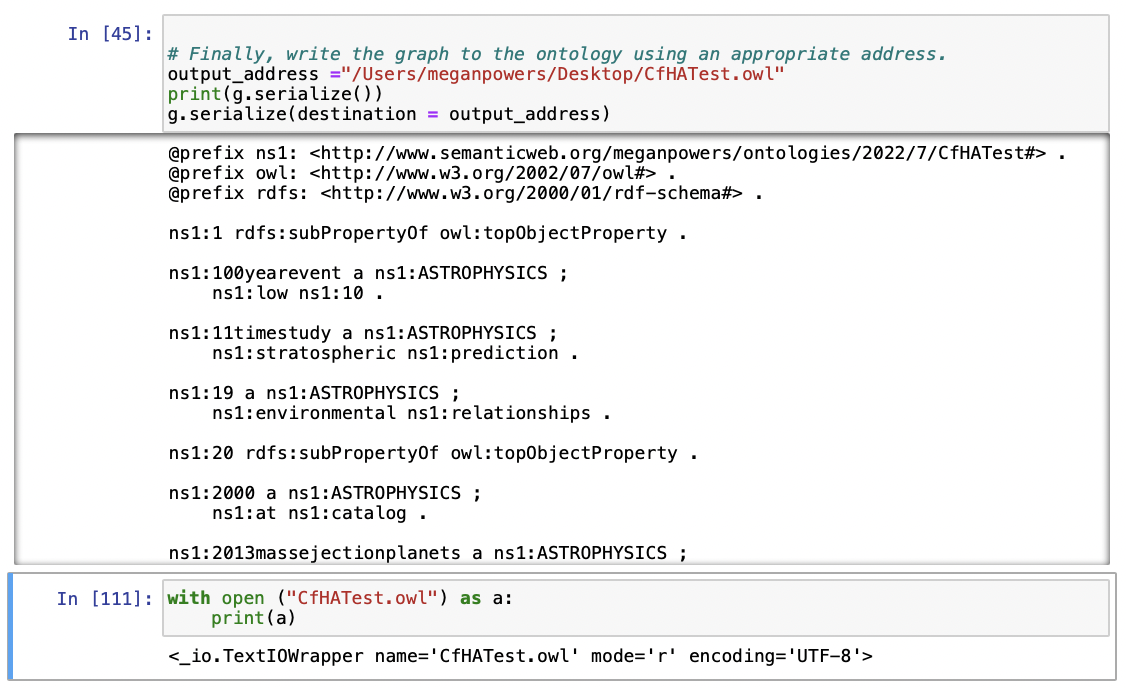 In [45]:
# Finally, write the graph to the ontology using an appropriate address.
output_address ="/Users/meganpowers/Desktop/CfHATest.owl"
print(g.serialize())
g.serialize(destination = output_address)
@prefix ns1: <http://www.semanticweb.org/meganpowers/ontologies/2022/7/CfHATest#> .
@prefix owl: <http://www.w3.org/2002/07/owl#> .
@prefix rdfs: <http://www.w3.org/2000/01/rdf-schema#> .
ns1:1 rdfs:subPropertyOf owl:topObjectProperty .
ns1:100yearevent a ns1:ASTROPHYSICS ;
    ns1:low ns1:10 .
ns1:11timestudy a ns1:ASTROPHYSICS ;
    ns1:stratospheric ns1:prediction .
ns1:19 a ns1:ASTROPHYSICS ;
    ns1:environmental ns1:relationships .
ns1:20 rdfs:subPropertyOf owl:topObjectProperty .
ns1:2000 a ns1:ASTROPHYSICS ;
    ns1:at ns1:catalog .
ns1:2013massejectionplanets a ns1:ASTROPHYSICS ;
In [111]: with open ("CfHATest.owl") as a:
    print(a)
<_io.TextIOWrapper name='CfHATest.owl' mode='r' encoding='UTF-8'>